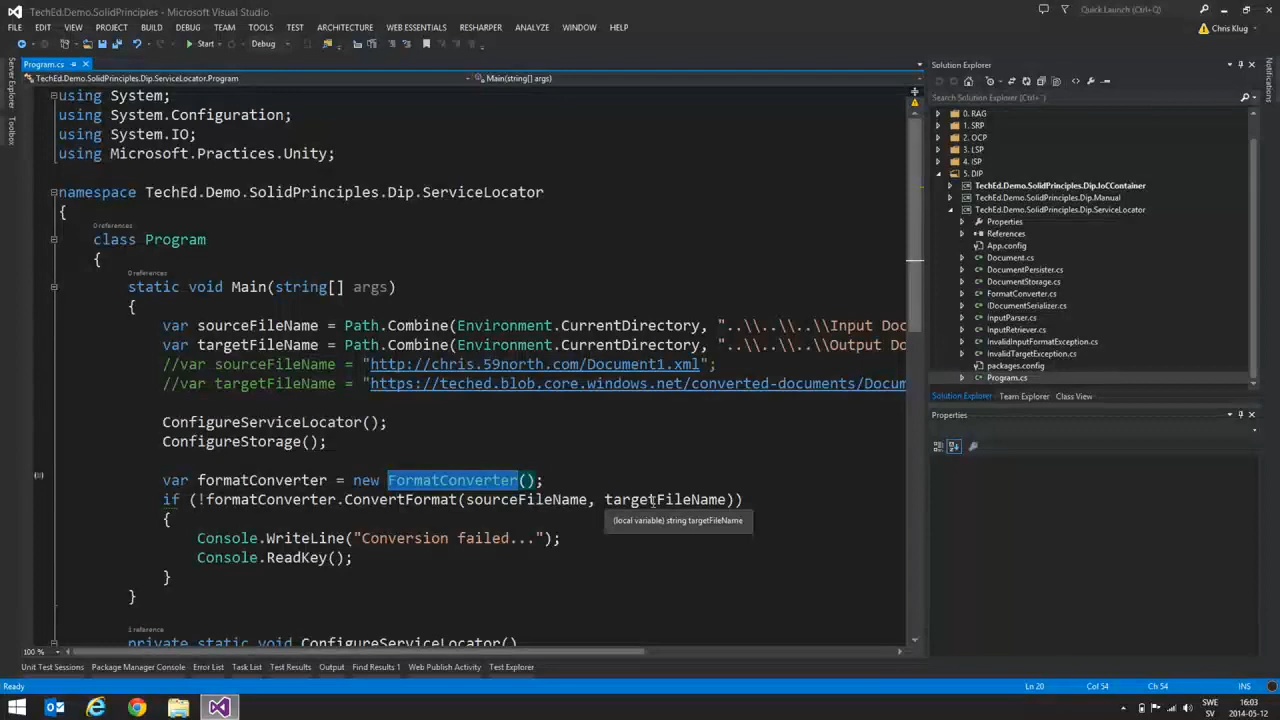 TechEd.Demo.SolidPrinciples - Microsoft Visual Studio
Quick Launch (Ctrl+Q)
FILE EDIT VIEW PROJECT BUILD DEBUG TEAM TOOLS TEST ARCHITECTURE WEB ESSENTIALS RESHARPER ANALYZE WINDOW HELP
Chris Klug
Start Debug
Server Explorer
Toolbox
Program.cs
TechEd.Demo.SolidPrinciples.Dip.ServiceLocator.Program
Main(string[] args)
using System;
using System.Configuration;
using System.IO;
using Microsoft.Practices.Unity;
namespace TechEd.Demo.SolidPrinciples.Dip.ServiceLocator
{
0 references
class Program
{
0 references
static void Main(string[] args)
{
var sourceFileName = Path.Combine(Environment.CurrentDirectory, "..\\..\\..\\Input Doc
var targetFileName = Path.Combine(Environment.CurrentDirectory, "..\\..\\..\\Output Do
//var sourceFileName = "http://chris.59north.com/Document1.xml";
//var targetFileName = "https://teched.blob.core.windows.net/converted-documents/Docum
ConfigureServiceLocator();
ConfigureStorage();
var formatConverter = new FormatConverter();
if (!formatConverter.ConvertFormat(sourceFileName, targetFileName))
(local variable) string targetFileName
{
Console.WriteLine("Conversion failed...");
Console.ReadKey();
}
}
1 reference
private static void ConfigureServiceLocator()
100 %
Solution Explorer
Search Solution Explorer (Ctrl+¨)
0. RAG
1. SRP
2. OCP
3. LSP
4. ISP
5. DIP
TechEd.Demo.SolidPrinciples.Dip.IoCContainer
TechEd.Demo.SolidPrinciples.Dip.Manual
TechEd.Demo.SolidPrinciples.Dip.ServiceLocator
Properties
References
App.config
Document.cs
DocumentPersister.cs
DocumentStorage.cs
FormatConverter.cs
IDocumentSerializer.cs
InputParser.cs
InputRetriever.cs
InvalidInputFormatException.cs
InvalidTargetException.cs
packages.config
Program.cs
Solution Explorer Team Explorer Class View
Properties
Notifications
Unit Test Sessions Package Manager Console Error List Task List Test Results Output Find Results 1 Web Publish Activity Test Explorer
Ready
Ln 20 Col 54 Ch 54 INS
SWE
SV
16:03
2014-05-12